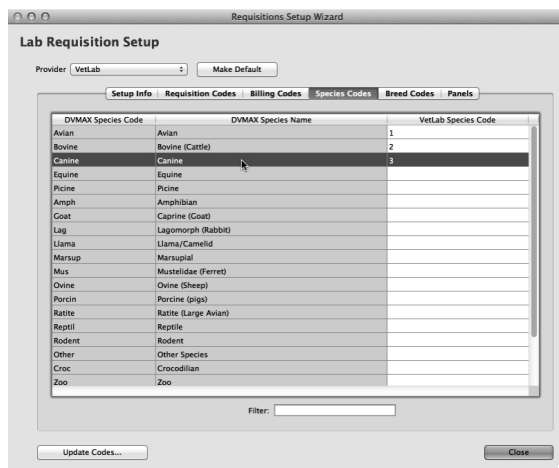 Requisitions Setup Wizard
Lab Requisition Setup
Provider VetLab Make Default
Setup Info Requisition Codes Billing Codes Species Codes Breed Codes Panels
DVMAX Species Code DVMAX Species Name VetLab Species Code
Avian Avian 1
Bovine Bovine (Cattle) 2
Canine Canine 3
Equine Equine
Picine Picine
Amph Amphibian
Goat Caprine (Goat)
Lag Lagomorph (Rabbit)
Llama Llama/Camelid
Marsup Marsupial
Mus Mustelidae (Ferret)
Ovine Ovine (Sheep)
Porcin Porcine (pigs)
Ratite Ratite (Large Avian)
Reptil Reptile
Rodent Rodent
Other Other Species
Croc Crocodilian
Zoo Zoo
Filter:
Update Codes... Close